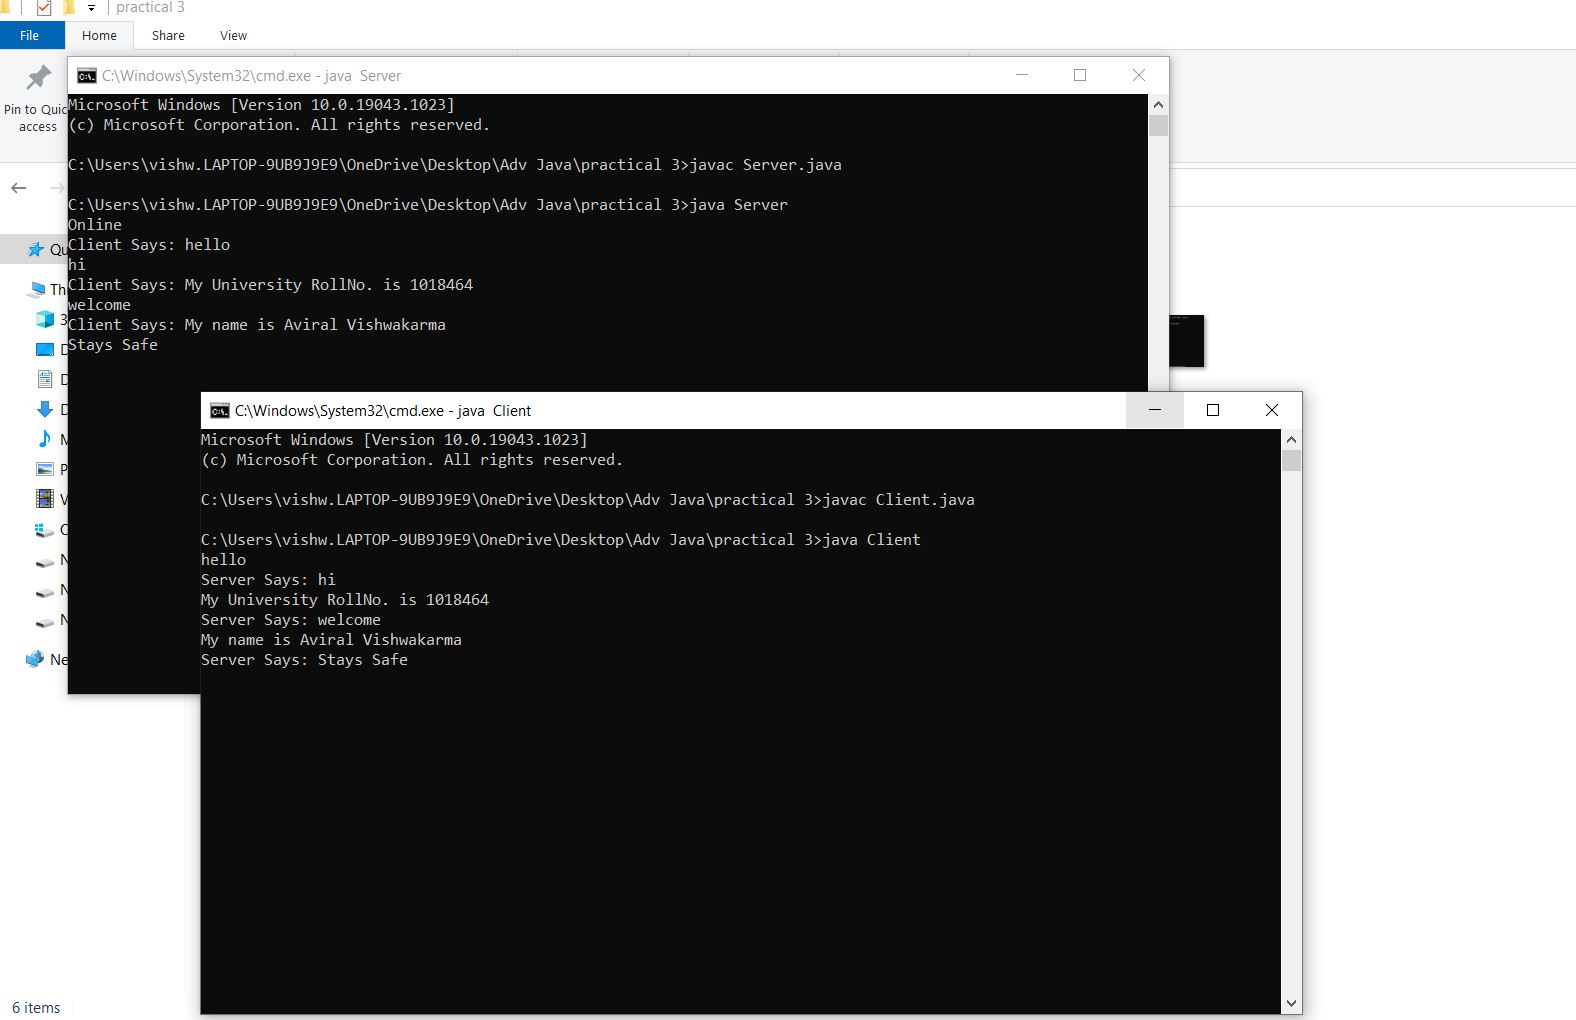 practical 3
File Home Share View
C:\Windows\System32\cmd.exe - java  Server
Pin to Quic
access
Microsoft Windows [Version 10.0.19043.1023]
(c) Microsoft Corporation. All rights reserved.
C:\Users\vishw.LAPTOP-9UB9J9E9\OneDrive\Desktop\Adv Java\practical 3>javac Server.java
C:\Users\vishw.LAPTOP-9UB9J9E9\OneDrive\Desktop\Adv Java\practical 3>java Server
Online
Client Says: hello
hi
Client Says: My University RollNo. is 1018464
welcome
Client Says: My name is Aviral Vishwakarma
Stays Safe
Qu
Th
3
D
D
D
M
P
V
C
N
N
N
Ne
C:\Windows\System32\cmd.exe - java  Client
Microsoft Windows [Version 10.0.19043.1023]
(c) Microsoft Corporation. All rights reserved.
C:\Users\vishw.LAPTOP-9UB9J9E9\OneDrive\Desktop\Adv Java\practical 3>javac Client.java
C:\Users\vishw.LAPTOP-9UB9J9E9\OneDrive\Desktop\Adv Java\practical 3>java Client
hello
Server Says: hi
My University RollNo. is 1018464
Server Says: welcome
My name is Aviral Vishwakarma
Server Says: Stays Safe
6 items